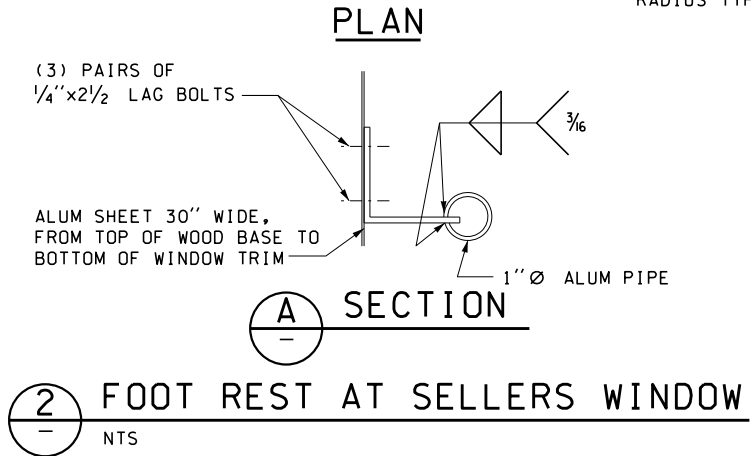 RADIUS TYP
PLAN
(3) PAIRS OF
1/4"x2 1/2 LAG BOLTS
3/16
ALUM SHEET 30" WIDE,
FROM TOP OF WOOD BASE TO
BOTTOM OF WINDOW TRIM
1"Ø ALUM PIPE
A SECTION
-
2 FOOT REST AT SELLERS WINDOW
- NTS